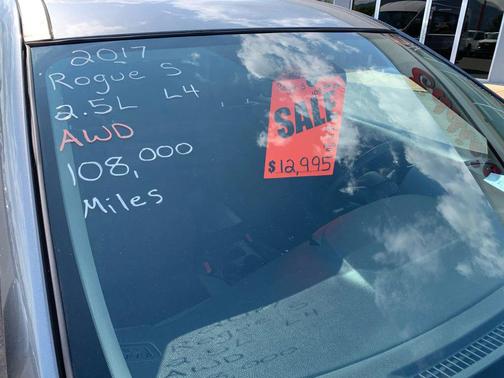 2017
Rogue S
2.5L L4
AWD
108,000
Miles
SALE
$12,995